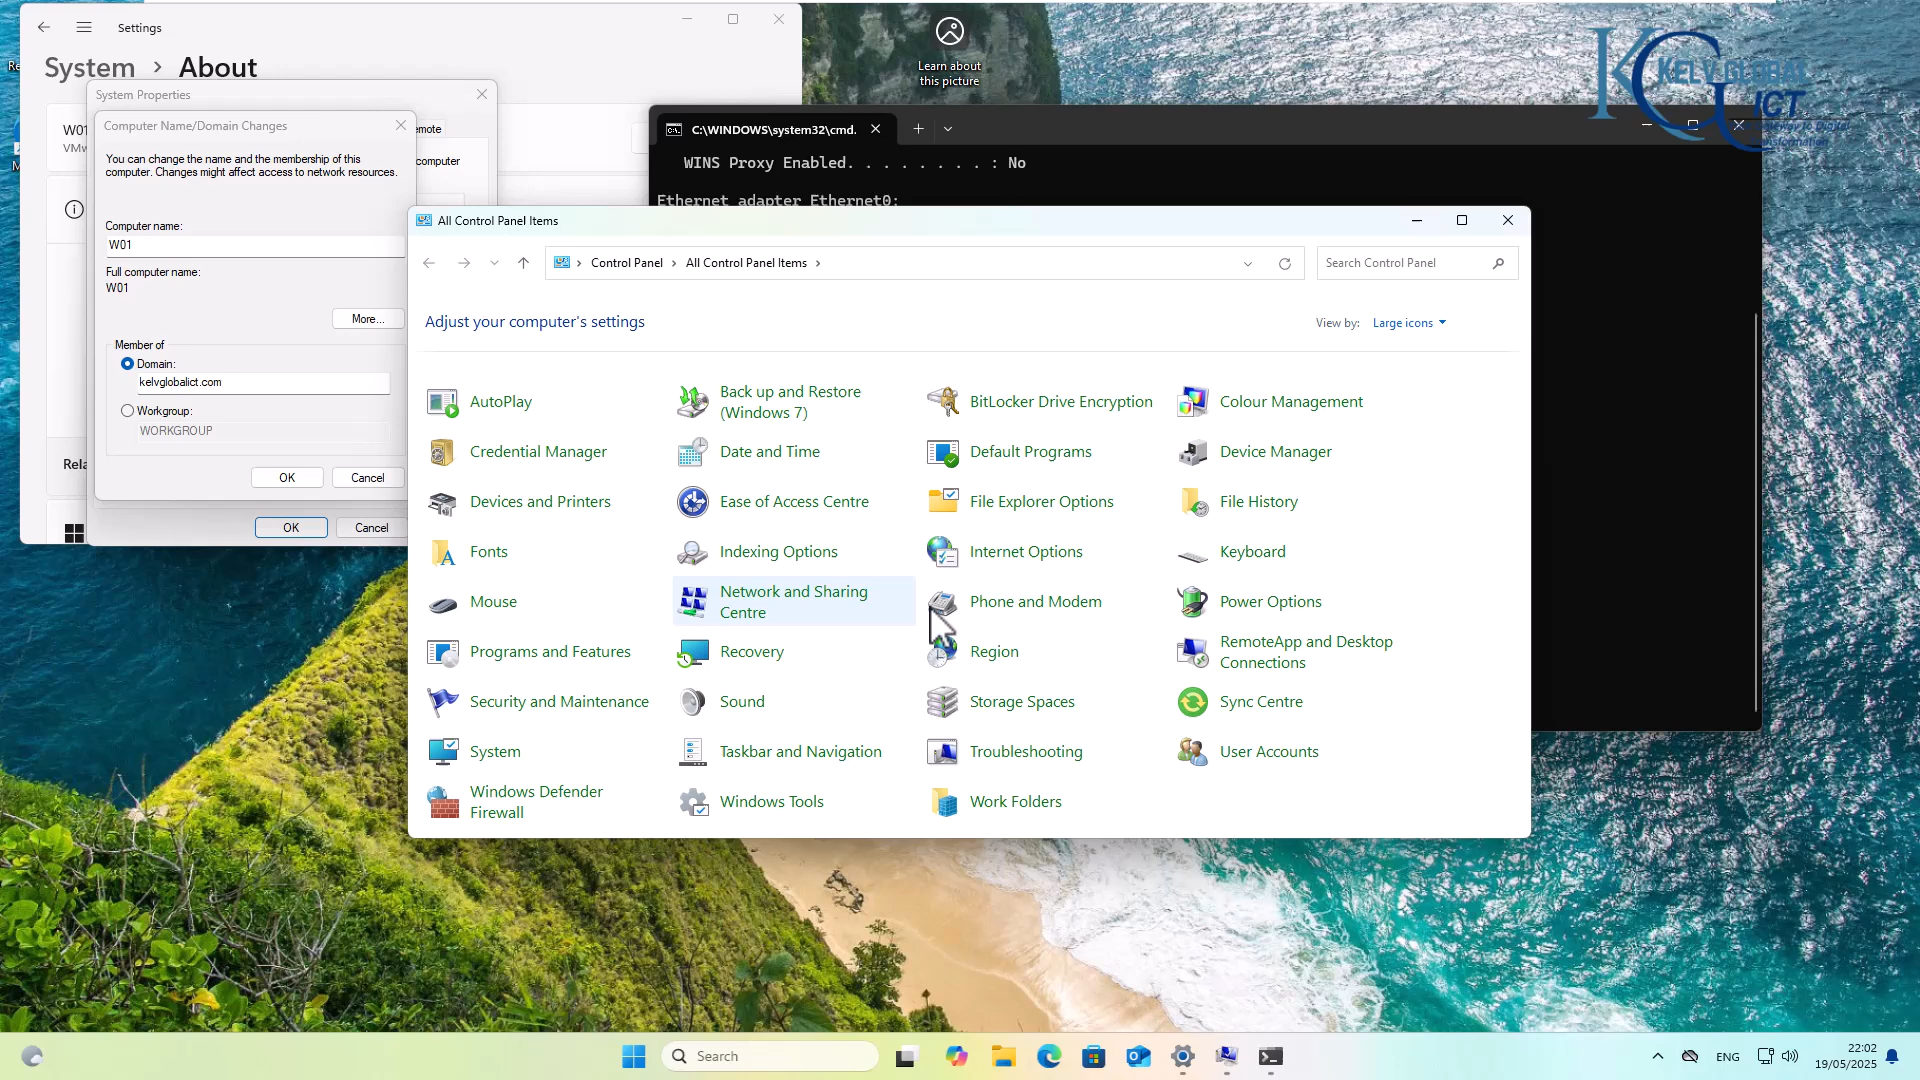 Settings
System > About
System Properties
Computer Name/Domain Changes
You can change the name and the membership of this
computer. Changes might affect access to network resources.
Computer name:
W01
Full computer name:
W01
More...
Member of
Domain:
kelvglobalict.com
Workgroup:
WORKGROUP
OK
Cancel
OK
Cancel
W01
VMw
emote
computer
Rela
Learn about
this picture
KELV GLOBAL
ICT
C:\WINDOWS\system32\cmd.
WINS Proxy Enabled. . . . . . . . : No
Ethernet adapter Ethernet0:
All Control Panel Items
Control Panel > All Control Panel Items >
Search Control Panel
Adjust your computer's settings
View by: Large icons
AutoPlay
Back up and Restore
(Windows 7)
BitLocker Drive Encryption
Colour Management
Credential Manager
Date and Time
Default Programs
Device Manager
Devices and Printers
Ease of Access Centre
File Explorer Options
File History
Fonts
Indexing Options
Internet Options
Keyboard
Mouse
Network and Sharing
Centre
Phone and Modem
Power Options
Programs and Features
Recovery
Region
RemoteApp and Desktop
Connections
Security and Maintenance
Sound
Storage Spaces
Sync Centre
System
Taskbar and Navigation
Troubleshooting
User Accounts
Windows Defender
Firewall
Windows Tools
Work Folders
Search
ENG
22:02
19/05/2025